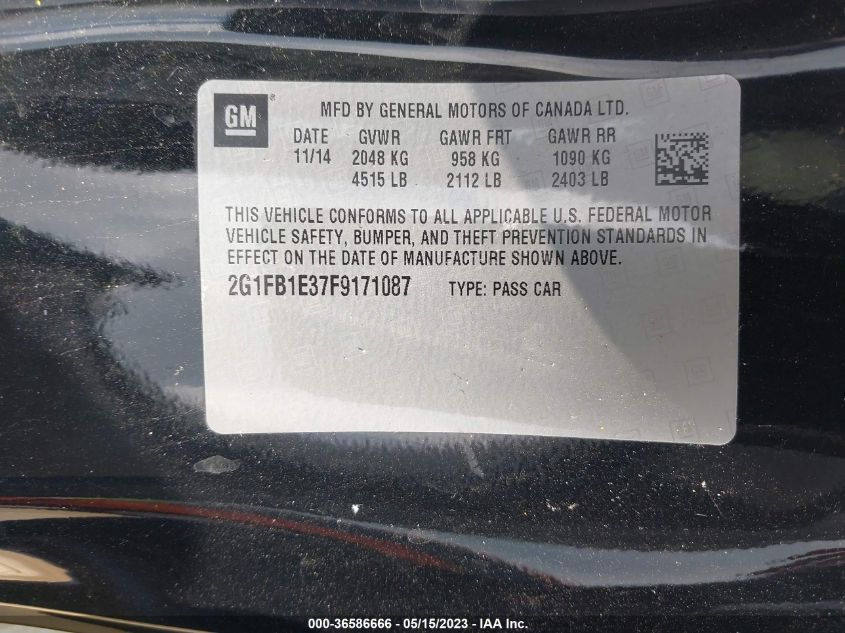 GM ®
MFD BY GENERAL MOTORS OF CANADA LTD.
DATE GVWR GAWR FRT GAWR RR
11/14 2048 KG 958 KG 1090 KG
4515 LB 2112 LB 2403 LB
THIS VEHICLE CONFORMS TO ALL APPLICABLE U.S. FEDERAL MOTOR
VEHICLE SAFETY, BUMPER, AND THEFT PREVENTION STANDARDS IN
EFFECT ON THE DATE OF MANUFACTURE SHOWN ABOVE.
2G1FB1E37F9171087 TYPE: PASS CAR
000-36586666 - 05/15/2023 - IAA Inc.